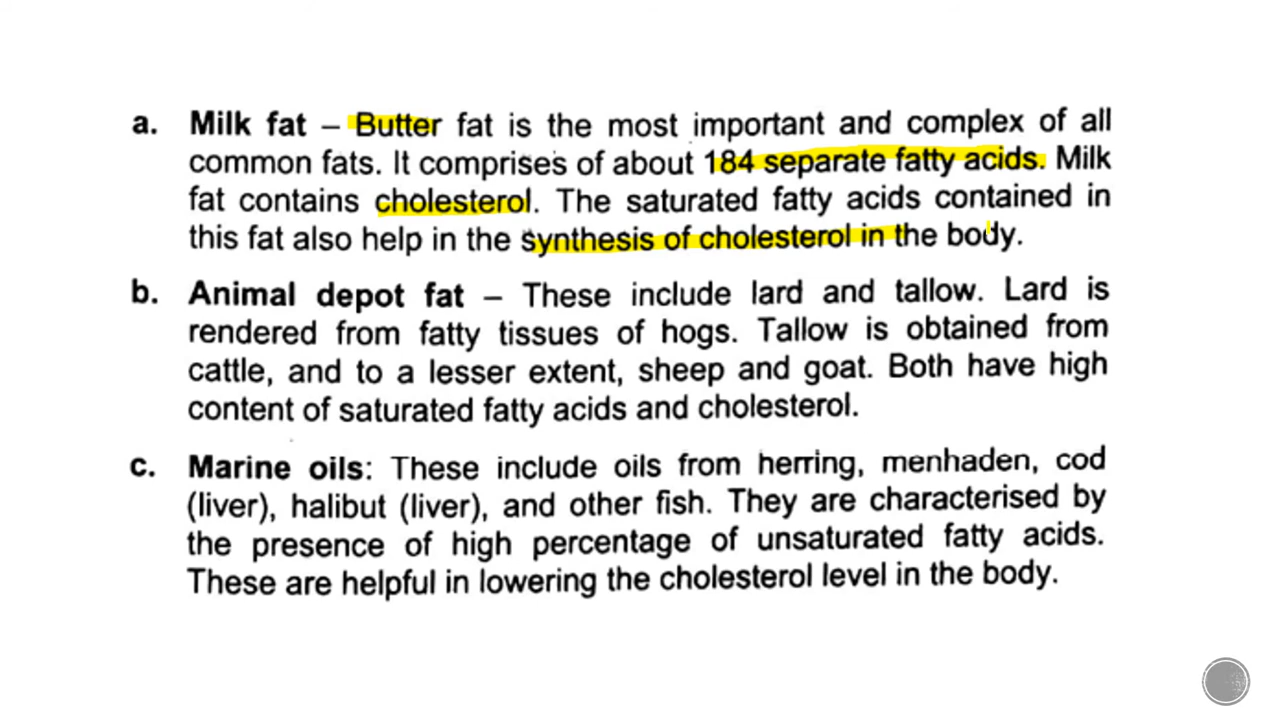 a. Milk fat – Butter fat is the most important and complex of all
common fats. It comprises of about 184 separate fatty acids. Milk
fat contains cholesterol. The saturated fatty acids contained in
this fat also help in the synthesis of cholesterol in the body.
b. Animal depot fat – These include lard and tallow. Lard is
rendered from fatty tissues of hogs. Tallow is obtained from
cattle, and to a lesser extent, sheep and goat. Both have high
content of saturated fatty acids and cholesterol.
c. Marine oils: These include oils from herring, menhaden, cod
(liver), halibut (liver), and other fish. They are characterised by
the presence of high percentage of unsaturated fatty acids.
These are helpful in lowering the cholesterol level in the body.